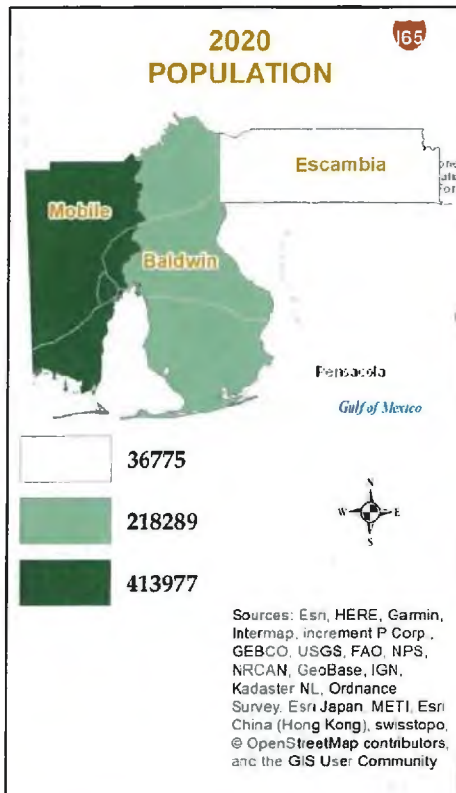 2020
POPULATION
165
Escambia
Mobile
Baldwin
Pensacola
Gulf of Mexico
36775
218289
413977
N
W
E
S
Sources: Esri, HERE, Garmin,
Intermap, increment P Corp.,
GEBCO, USGS, FAO, NPS,
NRCAN, GeoBase, IGN,
Kadaster NL, Ordnance
Survey, Esri Japan, METI, Esri
China (Hong Kong), swisstopo,
© OpenStreetMap contributors,
and the GIS User Community